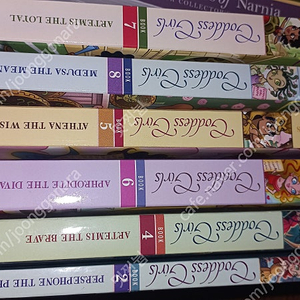 Narnia
ARTEMIS THE LOYAL 7 BOOK Goddess Girls
MEDUSA THE MEAN 8 BOOK Goddess Girls
ATHENA THE WISE 5 BOOK Goddess Girls
APHRODITE THE DIVA 6 BOOK Goddess Girls
ARTEMIS THE BRAVE 4 BOOK Goddess Girls
PERSEPHONE THE 2 BOOK Goddess Girls